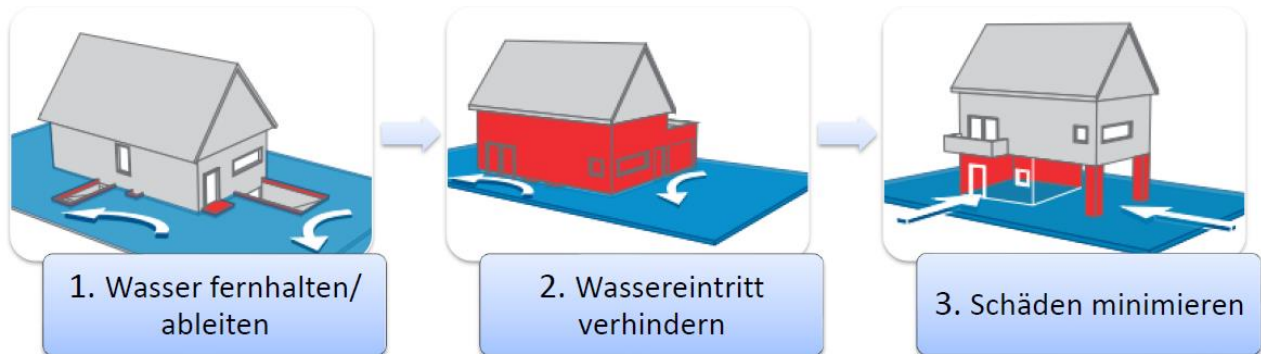 1. Wasser fernhalten/
ableiten
2. Wassereintritt
verhindern
3. Schäden minimieren